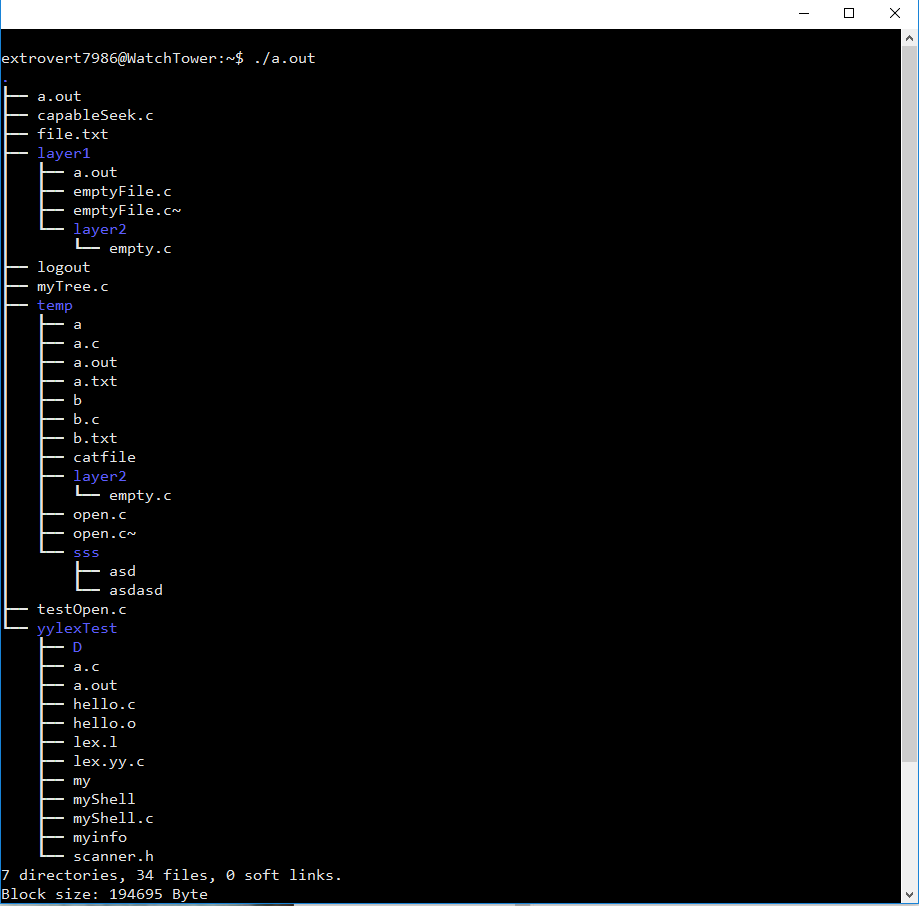 extrovert7986@WatchTower:~$ ./a.out
.
├── a.out
├── capableSeek.c
├── file.txt
├── layer1
│   ├── a.out
│   ├── emptyFile.c
│   ├── emptyFile.c~
│   └── layer2
│       └── empty.c
├── logout
├── myTree.c
├── temp
│   ├── a
│   ├── a.c
│   ├── a.out
│   ├── a.txt
│   ├── b
│   ├── b.c
│   ├── b.txt
│   ├── catfile
│   ├── layer2
│   │   └── empty.c
│   ├── open.c
│   ├── open.c~
│   └── sss
│       ├── asd
│       └── asdasd
├── testOpen.c
└── yylexTest
    ├── D
    ├── a.c
    ├── a.out
    ├── hello.c
    ├── hello.o
    ├── lex.l
    ├── lex.yy.c
    ├── my
    ├── myShell
    ├── myShell.c
    ├── myinfo
    └── scanner.h
7 directories, 34 files, 0 soft links.
Block size: 194695 Byte